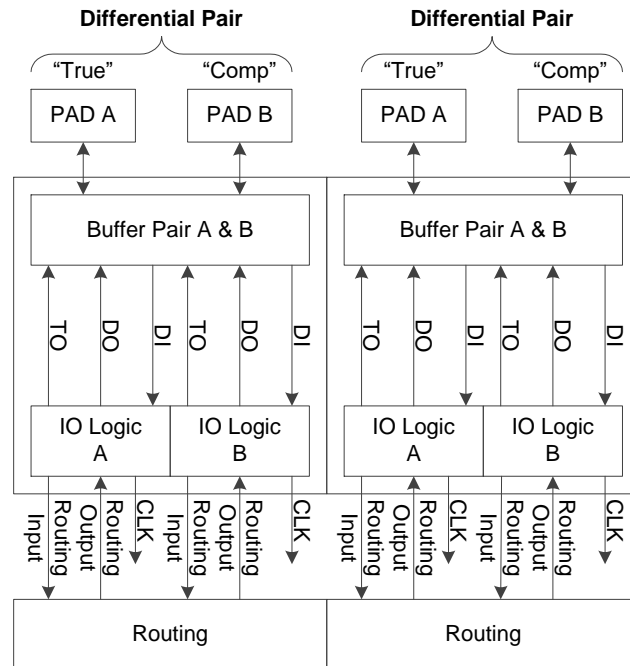 Differential Pair Differential Pair
“True” “Comp” “True” “Comp”
PAD A PAD B PAD A PAD B
Buffer Pair A & B Buffer Pair A & B
TO DO DI TO DO DI TO DO DI TO DO DI
IO Logic IO Logic IO Logic IO Logic
A B A B
Routing Input
Routing Output
CLK
Routing Input
Routing Output
CLK
Routing Input
Routing Output
CLK
Routing Input
Routing Output
CLK
Routing Routing